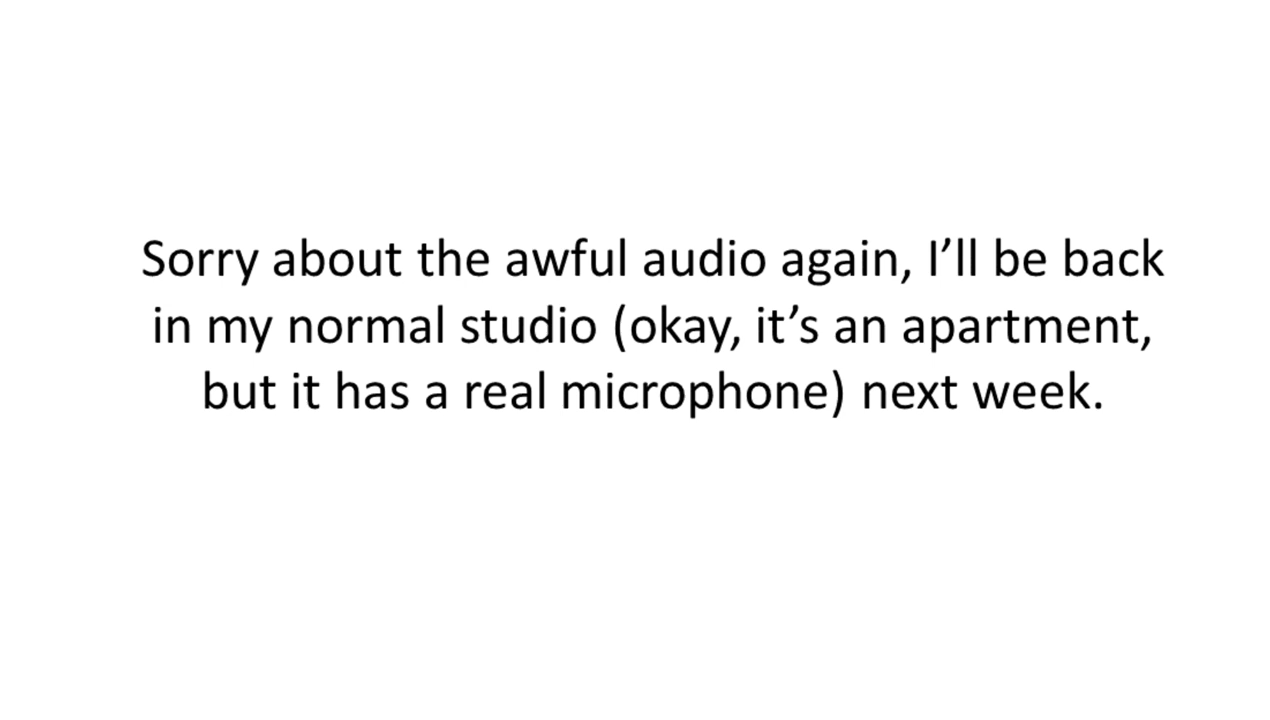 Sorry about the awful audio again, I’ll be back
in my normal studio (okay, it’s an apartment,
but it has a real microphone) next week.